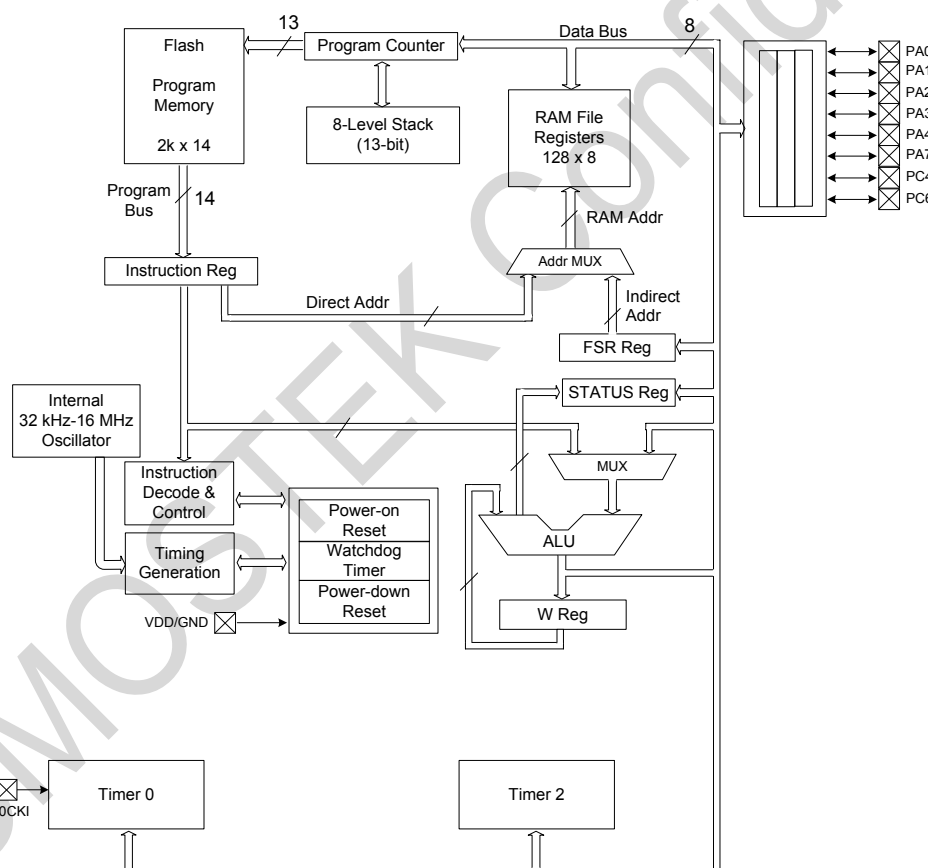 13
Data Bus
8
Flash
Program
Memory
2k x 14
Program Counter
8-Level Stack
(13-bit)
RAM File
Registers
128 x 8
PA0
PA1
PA2
PA3
PA4
PA7
PC4
PC6
Program
Bus
14
RAM Addr
Instruction Reg
Addr MUX
Direct Addr
Indirect
Addr
FSR Reg
STATUS Reg
Internal
32 kHz-16 MHz
Oscillator
MUX
Instruction
Decode &
Control
Power-on
Reset
Watchdog
Timer
Power-down
Reset
ALU
Timing
Generation
W Reg
VDD/GND
Timer 0
Timer 2
0CKI
CMOSTEK Confid